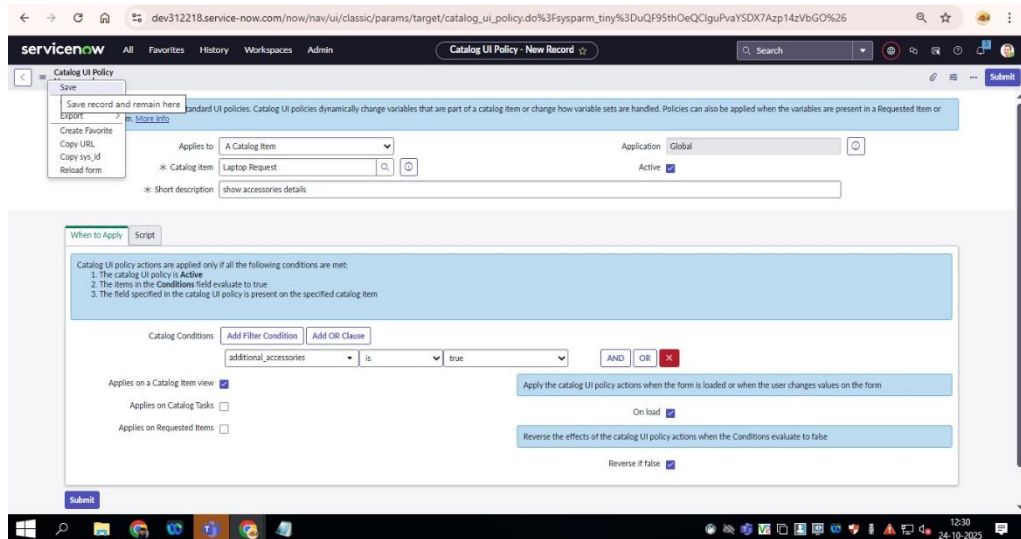 dev312218.service-now.com/now/nav/ui/classic/params/target/catalog_ui_policy.do%3Fsysparm_tiny%3DuQF95thOeQCIguPvaYSDX7Azp14zVbGO%26
servicenow All Favorites History Workspaces Admin Catalog UI Policy - New Record Search
Catalog UI Policy
Submit
Save
Save record and remain here
tandard UI policies. Catalog UI policies dynamically change variables that are part of a catalog item or change how variable sets are handled. Policies can also be applied when the variables are present in a Requested Item or
Export m. More Info
Create Favorite
Copy URL
Copy sys_id
Reload form
Applies to A Catalog Item Application Global
Catalog item Laptop Request Active
Short description show accessories details
When to Apply Script
Catalog UI policy actions are applied only if all the following conditions are met:
1. The catalog UI policy is Active
2. The items in the Conditions field evaluate to true
3. The field specified in the catalog UI policy is present on the specified catalog item
Catalog Conditions Add Filter Condition Add OR Clause
additional_accessories is true AND OR X
Applies on a Catalog Item view Apply the catalog UI policy actions when the form is loaded or when the user changes values on the form
Applies on Catalog Tasks On load
Applies on Requested Items Reverse the effects of the catalog UI policy actions when the Conditions evaluate to false
Reverse if false
Submit
12:30
24-10-2025